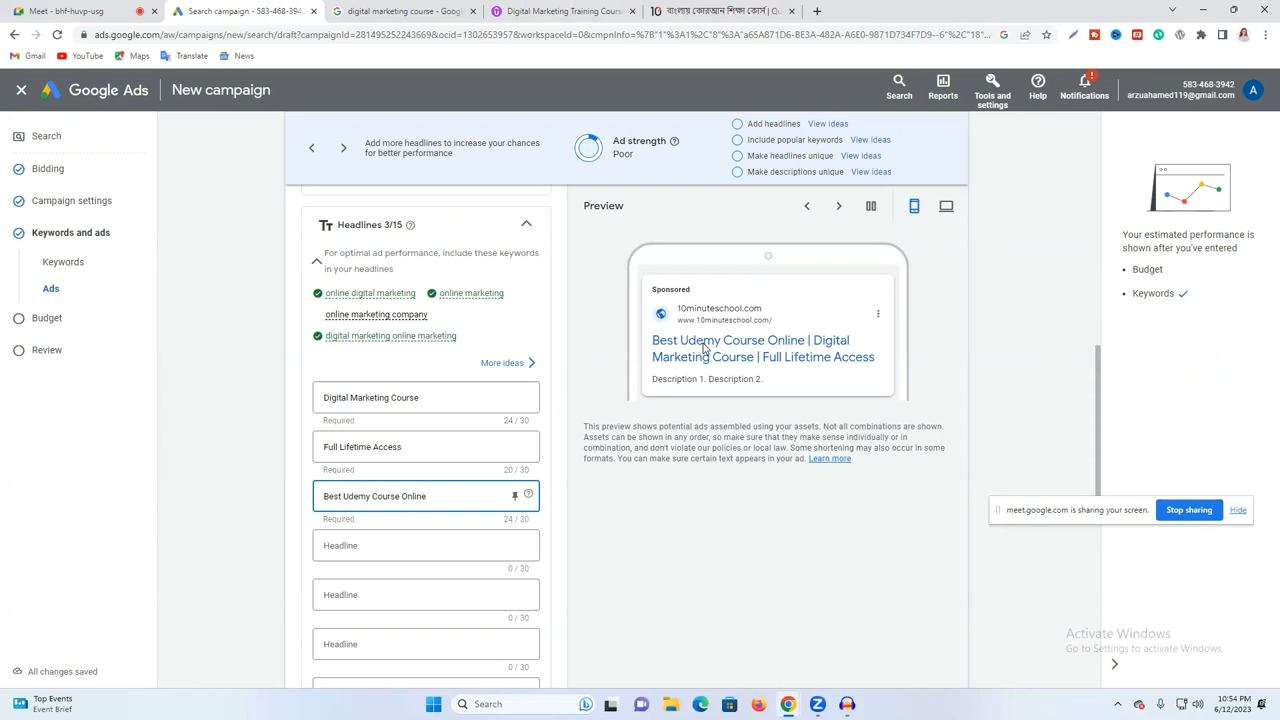 Meet - bhf-huvp-usg
Search campaign - 583-468-394
digital marketing course - Googl
Digital Marketing Training Cours
বাংলায় কোরআন শিক্ষা কোর্স | Qu
ads.google.com/aw/campaigns/new/search/draft?campaignId=281495252243669&ocid=1302653957&workspaceId=0&cmpnInfo=%7B"1"%3A1%2C"8"%3A"a65A71D6-BE3A-482A-A6E0-9871D734F7D9--6"%2C"18"...
Gmail
YouTube
Maps
Translate
News
Google Ads
New campaign
Search
Reports
Tools and
settings
Help
Notifications
583-468-3942
arzuahamed119@gmail.com
A
Search
Bidding
Campaign settings
Keywords and ads
Keywords
Ads
Budget
Review
All changes saved
Add more headlines to increase your chances
for better performance
Ad strength
Poor
Add headlines View ideas
Include popular keywords View ideas
Make headlines unique View ideas
Make descriptions unique View ideas
Headlines 3/15
For optimal ad performance, include these keywords
in your headlines
online digital marketing
online marketing
online marketing company
digital marketing online marketing
More ideas
Digital Marketing Course
Required 24 / 30
Full Lifetime Access
Required 20 / 30
Best Udemy Course Online
Required 24 / 30
Headline
0 / 30
Headline
0 / 30
Headline
0 / 30
Preview
Sponsored
10minuteschool.com
www.10minuteschool.com/
Best Udemy Course Online | Digital
Marketing Course | Full Lifetime Access
Description 1. Description 2.
This preview shows potential ads assembled using your assets. Not all combinations are shown.
Assets can be shown in any order, so make sure that they make sense individually or in
combination, and don't violate our policies or local law. Some shortening may also occur in some
formats. You can make sure certain text appears in your ad. Learn more
Your estimated performance is
shown after you've entered
• Budget
• Keywords
meet.google.com is sharing your screen.
Stop sharing
Hide
Activate Windows
Go to Settings to activate Windows.
Top Events
Event Brief
Search
10:54 PM
6/12/2023